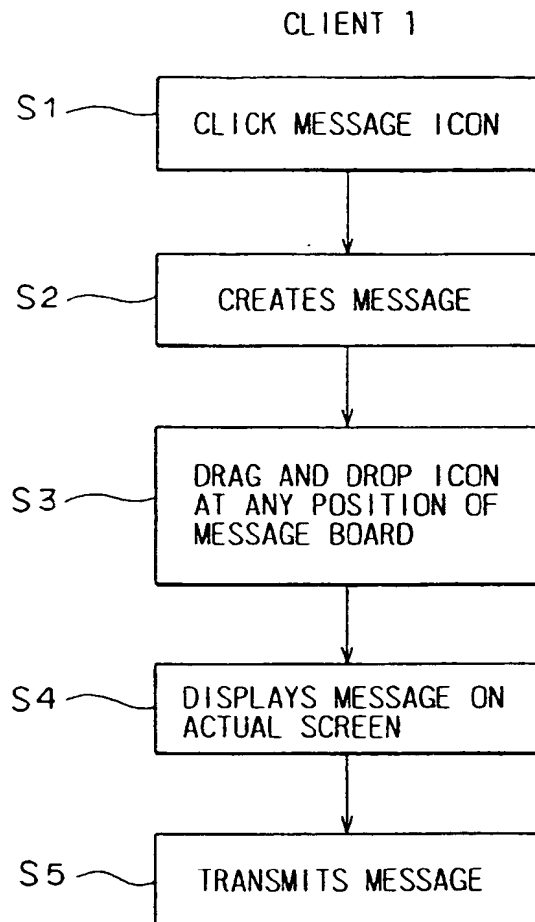 CLIENT 1
S1
CLICK MESSAGE ICON
S2
CREATES MESSAGE
S3
DRAG AND DROP ICON
AT ANY POSITION OF
MESSAGE BOARD
S4
DISPLAYS MESSAGE ON
ACTUAL SCREEN
S5
TRANSMITS MESSAGE